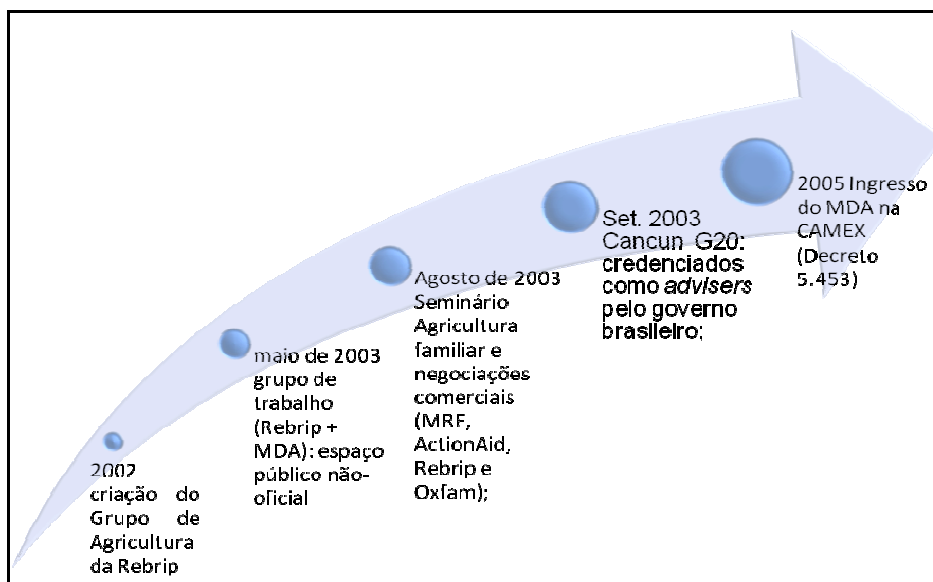 2002
criação do
Grupo de
Agricultura
da Rebrip
maio de 2003
grupo de
trabalho
(Rebrip +
MDA): espaço
público não-
oficial
Agosto de 2003
Seminário
Agricultura
familiar e
negociações
comerciais
(MRF,
ActionAid,
Rebrip e
Oxfam);
Set. 2003
Cancun G20:
credenciados
como advisers
pelo governo
brasileiro;
2005 Ingresso
do MDA na
CAMEX
(Decreto
5.453)